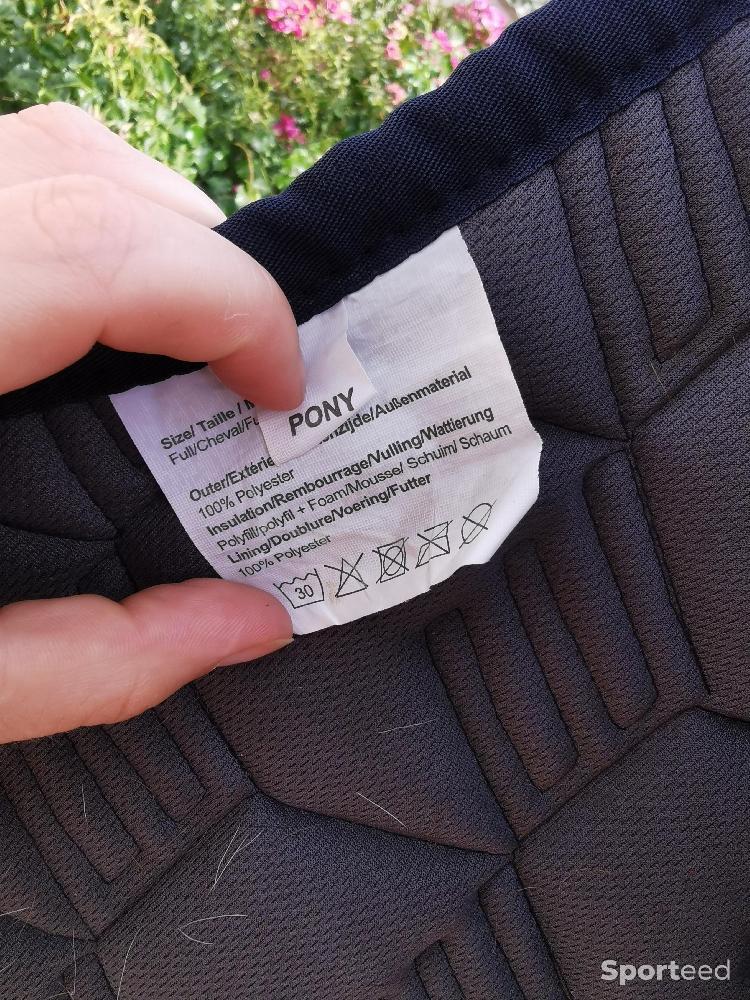 Size/ Taille /
Full/Cheval/
PONY
Outer/Extérie
/Außenmaterial
100% Polyester
Insulation/Rembourrage/Vulling/Wattierung
Polyfill/polyfil + Foam/Mousse/ Schuim/ Schaum
Lining/Doublure/Voering/Futter
100% Polyester
30
Sporteed